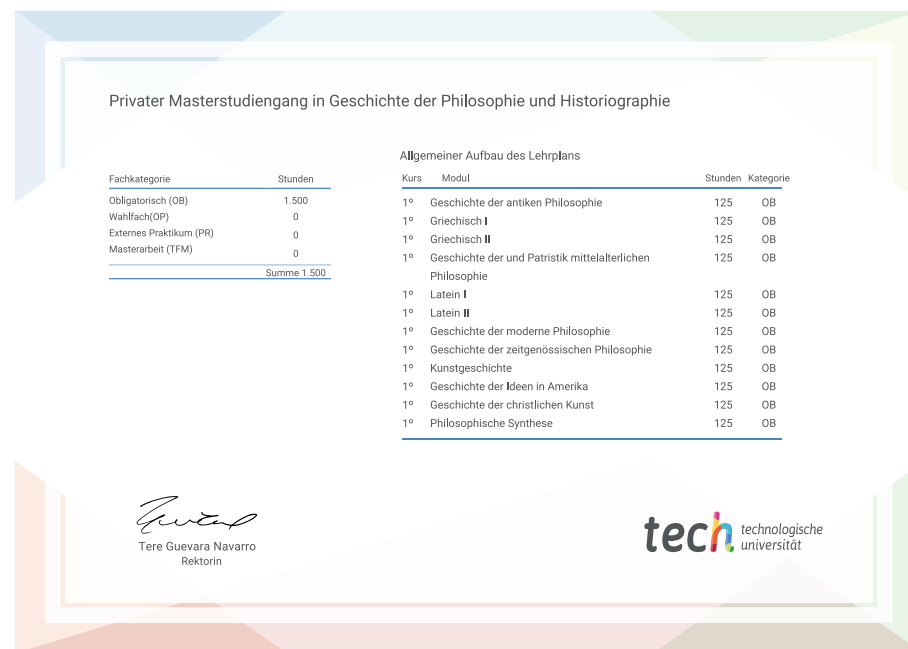 Privater Masterstudiengang in Geschichte der Philosophie und Historiographie
Fachkategorie Stunden
Obligatorisch (OB) 1.500
Wahlfach(OP) 0
Externes Praktikum (PR) 0
Masterarbeit (TFM) 0
Summe 1.500
Allgemeiner Aufbau des Lehrplans
Kurs Modul Stunden Kategorie
1º Geschichte der antiken Philosophie 125 OB
1º Griechisch I 125 OB
1º Griechisch II 125 OB
1º Geschichte der und Patristik mittelalterlichen 125 OB
Philosophie
1º Latein I 125 OB
1º Latein II 125 OB
1º Geschichte der moderne Philosophie 125 OB
1º Geschichte der zeitgenössischen Philosophie 125 OB
1º Kunstgeschichte 125 OB
1º Geschichte der Ideen in Amerika 125 OB
1º Geschichte der christlichen Kunst 125 OB
1º Philosophische Synthese 125 OB
Tere Guevara Navarro
Rektorin
tech technologische
universität